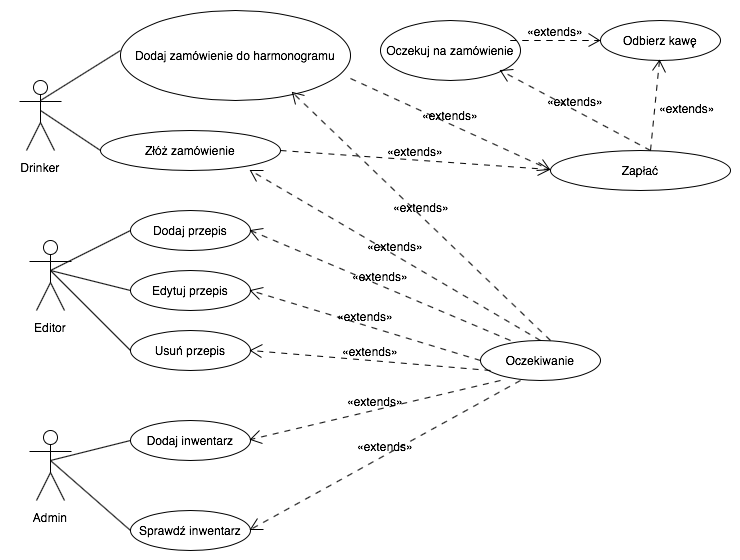 «extends»
Odbierz kawę
Dodaj zamówienie do harmonogramu
Oczekuj na zamówienie
«extends»
«extends»
«extends»
Drinker
Złóż zamówienie
«extends»
Zapłać
«extends»
Dodaj przepis
«extends»
«extends»
Edytuj przepis
«extends»
Editor
Usuń przepis
«extends»
Oczekiwanie
«extends»
Dodaj inwentarz
«extends»
Admin
Sprawdź inwentarz